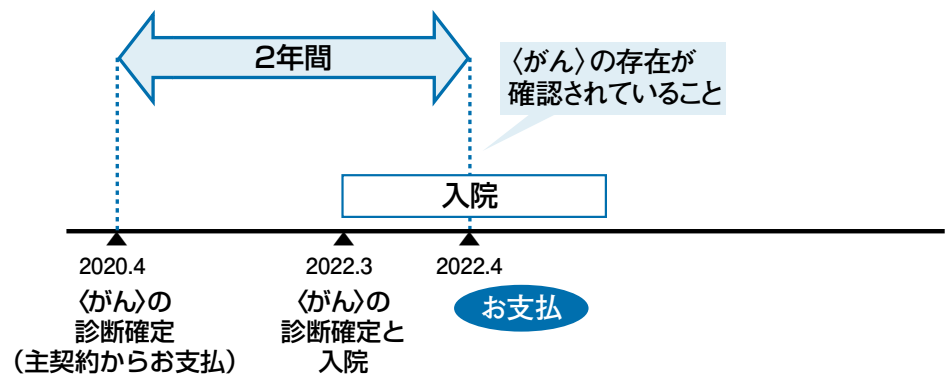 2年間
〈がん〉の存在が
確認されていること
入院
2020.4
2022.3
2022.4
〈がん〉の
診断確定
（主契約からお支払）
〈がん〉の
診断確定と
入院
お支払